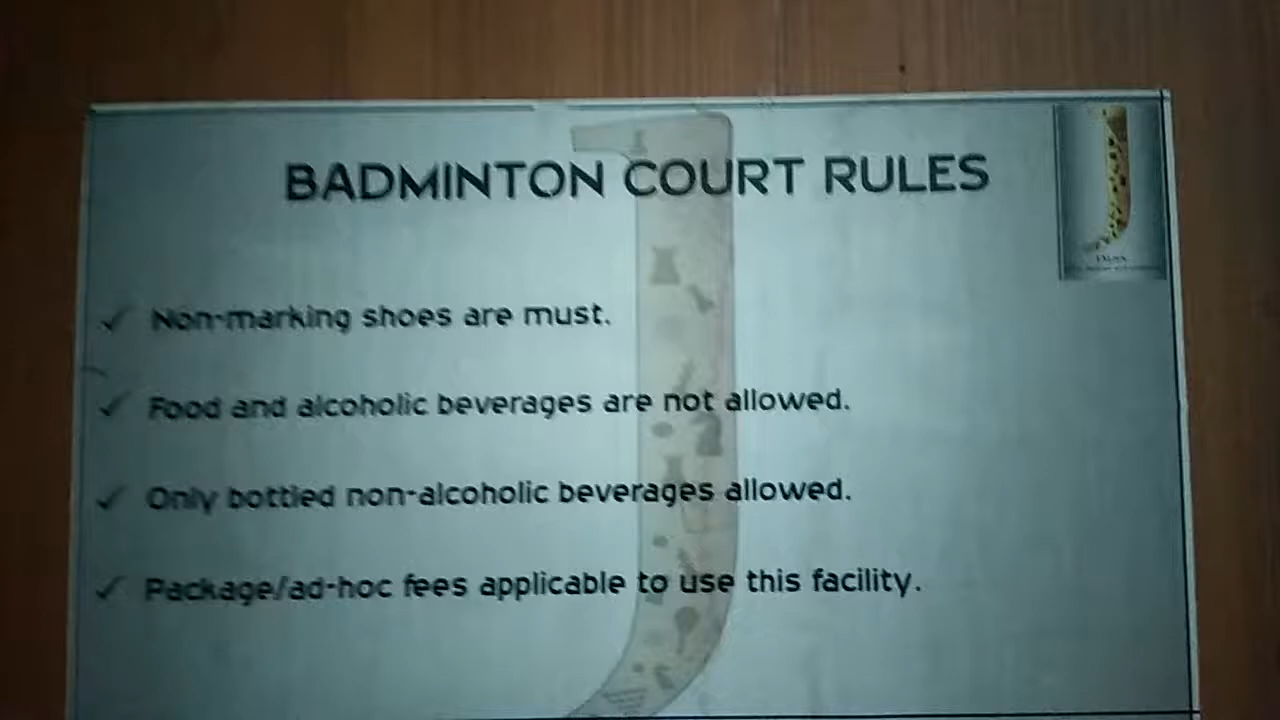 BADMINTON COURT RULES
✓ Non-marking shoes are must.
✓ Food and alcoholic beverages are not allowed.
✓ Only bottled non-alcoholic beverages allowed.
✓ Package/ad-hoc fees applicable to use this facility.